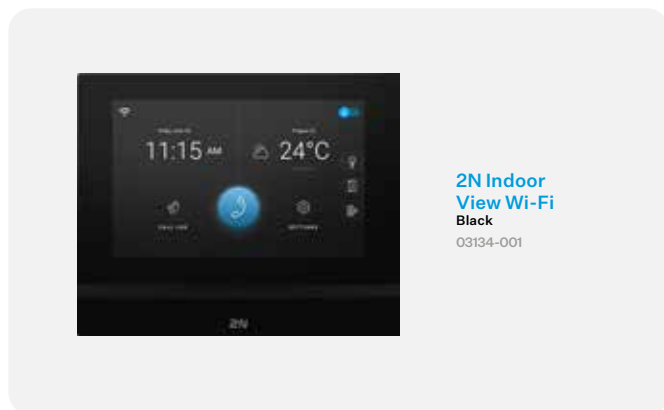 11:15 AM
24°C
2N
2N Indoor
View Wi-Fi
Black
03134-001